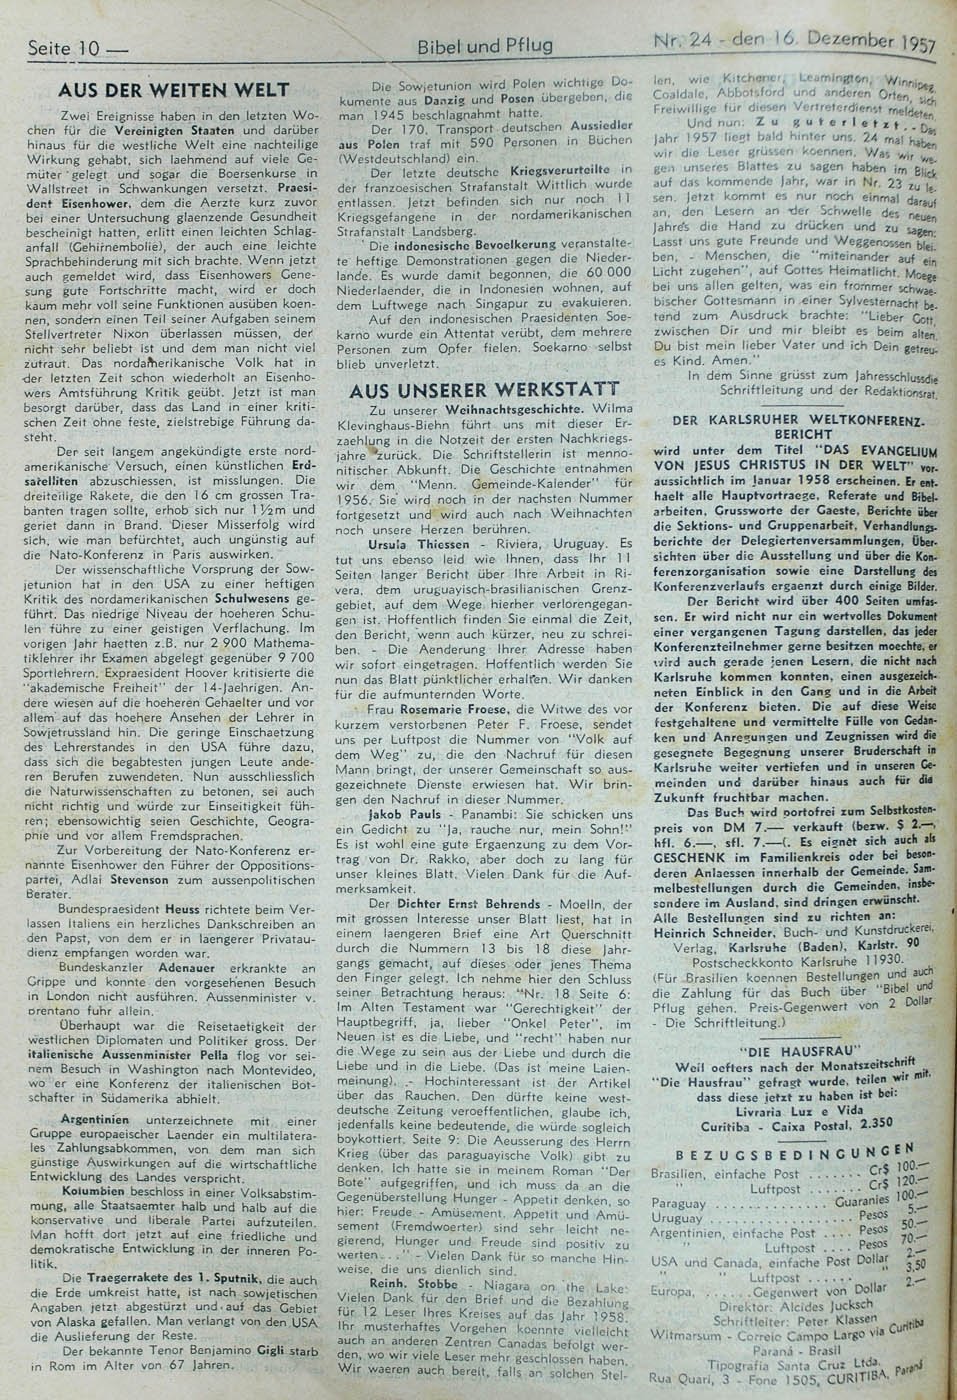 Seite 10 —
Bibel und Pflug
Nr. 24 - den 16. Dezember 1957
AUS DER WEITEN WELT
Zwei Ereignisse haben in den letzten Wo-
chen für die Vereinigten Staaten und darüber
hinaus für die westliche Welt eine nachteilige
Wirkung gehabt, sich laehmend auf viele Ge-
müter gelegt und sogar die Boersenkurse in
Wallstreet in Schwankungen versetzt. Praesi-
dent Eisenhower, dem die Aerzte kurz zuvor
bei einer Untersuchung glaenzende Gesundheit
bescheinigt hatten, erlitt einen leichten Schlag-
anfall (Gehirnembolie), der auch eine leichte
Sprachbehinderung mit sich brachte. Wenn jetzt
auch gemeldet wird, dass Eisenhowers Gene-
sung gute Fortschritte macht, wird er doch
kaum mehr voll seine Funktionen ausüben koen-
nen, sondern einen Teil seiner Aufgaben seinem
Stellvertreter Nixon überlassen müssen, der
nicht sehr beliebt ist und dem man nicht viel
zutraut. Das nordamerikanische Volk hat in
der letzten Zeit schon wiederholt an Eisenho-
wers Amtsführung Kritik geübt. Jetzt ist man
besorgt darüber, dass das Land in einer kriti-
schen Zeit ohne feste, zielstrebige Führung da-
steht.
Der seit langem angekündigte erste nord-
amerikanische Versuch, einen künstlichen Erd-
satelliten abzuschiessen, ist misslungen. Die
dreiteilige Rakete, die den 16 cm grossen Tra-
banten tragen sollte, erhob sich nur 1½m und
geriet dann in Brand. Dieser Misserfolg wird
sich, wie man befürchtet, auch ungünstig auf
die Nato-Konferenz in Paris auswirken.
Der wissenschaftliche Vorsprung der Sow-
jetunion hat in den USA zu einer heftigen
Kritik des nordamerikanischen Schulwesens ge-
führt. Das niedrige Niveau der hoeheren Schu-
len führe zu einer geistigen Verflachung. Im
vorigen Jahr haetten z.B. nur 2 900 Mathema-
tiklehrer ihr Examen abgelegt gegenüber 9 700
Sportlehrern. Expraesident Hoover kritisierte die
"akademische Freiheit" der 14-Jaehrigen. An-
dere wiesen auf die hoeheren Gehaelter und vor
allem auf das hoehere Ansehen der Lehrer in
Sowjetrussland hin. Die geringe Einschaetzung
des Lehrerstandes in den USA führe dazu,
dass sich die begabtesten jungen Leute ande-
ren Berufen zuwendeten. Nun ausschliesslich
die Naturwissenschaften zu betonen, sei auch
nicht richtig und würde zur Einseitigkeit füh-
ren; ebensowichtig seien Geschichte, Geogra-
phie und vor allem Fremdsprachen.
Zur Vorbereitung der Nato-Konferenz er-
nannte Eisenhower den Führer der Oppositions-
partei, Adlai Stevenson zum aussenpolitischen
Berater.
Bundespraesident Heuss richtete beim Ver-
lassen Italiens ein herzliches Dankschreiben an
den Papst, von dem er in laengerer Privatau-
dienz empfangen worden war.
Bundeskanzler Adenauer erkrankte an
Grippe und konnte den vorgesehenen Besuch
in London nicht ausführen. Aussenminister v.
Brentano fuhr allein.
Überhaupt war die Reisetaetigkeit der
westlichen Diplomaten und Politiker gross. Der
italienische Aussenminister Pella flog vor sei-
nem Besuch in Washington nach Montevideo,
wo er eine Konferenz der italienischen Bot-
schafter in Südamerika abhielt.
Argentinien unterzeichnete mit einer
Gruppe europaeischer Laender ein multilatera-
les Zahlungsabkommen, von dem man sich
günstige Auswirkungen auf die wirtschaftliche
Entwicklung des Landes verspricht.
Kolumbien beschloss in einer Volksabstim-
mung, alle Staatsaemter halb und halb auf die
konservative und liberale Partei aufzuteilen.
Man hofft dort jetzt auf eine friedliche und
demokratische Entwicklung in der inneren Po-
litik.
Die Traegerrakete des 1. Sputnik, die auch
die Erde umkreist hatte, ist nach sowjetischen
Angaben jetzt abgestürzt und auf das Gebiet
von Alaska gefallen. Man verlangt von den USA
die Auslieferung der Reste.
Der bekannte Tenor Benjamino Gigli starb
in Rom im Alter von 67 Jahren.
Die Sowjetunion wird Polen wichtige Do-
kumente aus Danzig und Posen übergeben, die
man 1945 beschlagnahmt hatte.
Der 170. Transport deutschen Aussiedler
aus Polen traf mit 590 Personen in Büchen
(Westdeutschland) ein.
Der letzte deutsche Kriegsverurteilte in
der franzoesischen Strafanstalt Wittlich wurde
entlassen. Jetzt befinden sich nur noch 11
Kriegsgefangene in der nordamerikanischen
Strafanstalt Landsberg.
Die indonesische Bevoelkerung veranstalte-
te heftige Demonstrationen gegen die Nieder-
lande. Es wurde damit begonnen, die 60 000
Niederlaender, die in Indonesien wohnen, auf
dem Luftwege nach Singapur zu evakuieren.
Auf den indonesischen Praesidenten Soe-
karno wurde ein Attentat verübt, dem mehrere
Personen zum Opfer fielen. Soekarno selbst
blieb unverletzt.
AUS UNSERER WERKSTATT
Zu unserer Weihnachtsgeschichte. Wilma
Klevinghaus-Biehn führt uns mit dieser Er-
zaehlung in die Notzeit der ersten Nachkriegs-
jahre zurück. Die Schriftstellerin ist menno-
nitischer Abkunft. Die Geschichte entnahmen
wir dem "Menn. Gemeinde-Kalender" für
1956. Sie wird noch in der nachsten Nummer
fortgesetzt und wird auch nach Weihnachten
noch unsere Herzen berühren.
Ursula Thiessen - Riviera, Uruguay. Es
tut uns ebenso leid wie Ihnen, dass Ihr 11
Seiten langer Bericht über Ihre Arbeit in Ri-
vera, dem uruguayisch-brasilianischen Grenz-
gebiet, auf dem Wege hierher verlorengegan-
gen ist. Hoffentlich finden Sie einmal die Zeit,
den Bericht, wenn auch kürzer, neu zu schrei-
ben. - Die Aenderung Ihrer Adresse haben
wir sofort eingetragen. Hoffentlich werden Sie
nun das Blatt pünktlicher erhalten. Wir danken
für die aufmunternden Worte.
Frau Rosemarie Froese, die Witwe des vor
kurzem verstorbenen Peter F. Froese, sendet
uns per Luftpost die Nummer von "Volk auf
dem Weg" zu, die den Nachruf für diesen
Mann bringt, der unserer Gemeinschaft so aus-
gezeichnete Dienste erwiesen hat. Wir brin-
gen den Nachruf in dieser Nummer.
Jakob Pauls - Panambi: Sie schicken uns
ein Gedicht zu "Ja, rauche nur, mein Sohn!"
Es ist wohl eine gute Ergaenzung zu dem Vor-
trag von Dr. Rakko, aber doch zu lang für
unser kleines Blatt. Vielen Dank für die Auf-
merksamkeit.
Der Dichter Ernst Behrends - Moelln, der
mit grossen Interesse unser Blatt liest, hat in
einem laengeren Brief eine Art Querschnitt
durch die Nummern 13 bis 18 diese Jahr-
gangs gemacht, auf dieses oder jenes Thema
den Finger gelegt. Ich nehme hier den Schluss
seiner Betrachtung heraus: "Nr. 18 Seite 6:
Im Alten Testament war "Gerechtigkeit" der
Hauptbegriff, ja, lieber "Onkel Peter", im
Neuen ist es die Liebe, und "recht" haben nur
die Wege zu sein aus der Liebe und durch die
Liebe und in die Liebe. (Das ist meine Laien-
meinung). - Hochinteressant ist der Artikel
über das Rauchen. Den dürfte keine west-
deutsche Zeitung veroeffentlichen, glaube ich,
jedenfalls keine bedeutende, die würde sogleich
boykottiert. Seite 9: Die Aeusserung des Herrn
Krieg (über das paraguayische Volk) gibt zu
denken. Ich hatte sie in meinem Roman "Der
Bote" aufgegriffen, und ich muss da an die
Gegenüberstellung Hunger - Appetit denken, so
hier: Freude - Amüsement. Appetit und Amü-
sement (Fremdwoerter) sind sehr leicht ne-
gierend, Hunger und Freude sind positiv zu
werten..." - Vielen Dank für so manche Hin-
weise, die uns dienlich sind.
Reinh. Stobbe - Niagara on the Lake:
Vielen Dank für den Brief und die Bezahlung
für 12 Leser Ihres Kreises auf das Jahr 1958.
Ihr musterhaftes Vorgehen koennte vielleicht
auch an anderen Zentren Canadas befolgt wer-
den, wo wir viele Leser mehr geschlossen haben.
Wir waeren auch bereit, falls an solchen Stel-
len, wie Kitchener, Leamington, Winnipeg,
Coaldale, Abbotsford und anderen Orten, sich
Freiwillige für diesen Vertreterdienst meldeten.
Und nun: Zu guterletzt. - Das
Jahr 1957 liegt bald hinter uns. 24 mal haben
wir die Leser grüssen koennen. Was wir we-
gen unseres Blattes zu sagen haben im Blick
auf das kommende Jahr, war in Nr. 23 zu le-
sen. Jetzt kommt es nur noch einmal darauf
an, den Lesern an der Schwelle des neuen
Jahres die Hand zu drücken und zu sagen:
Lasst uns gute Freunde und Weggenossen blei-
ben, - Menschen, die "miteinander auf ein
Licht zugehen", auf Gottes Heimatlicht. Moege
bei uns allen gelten, was ein frommer schwae-
bischer Gottesmann in einer Sylvesternacht be-
tend zum Ausdruck brachte: "Lieber Gott,
zwischen Dir und mir bleibt es beim alten.
Du bist mein lieber Vater und ich Dein getreu-
es Kind. Amen."
In dem Sinne grüsst zum Jahresschluss die
Schriftleitung und der Redaktionsrat.
DER KARLSRUHER WELTKONFERENZ-
BERICHT
wird unter dem Titel "DAS EVANGELIUM
VON JESUS CHRISTUS IN DER WELT" vor-
aussichtlich im Januar 1958 erscheinen. Er ent-
haelt alle Hauptvortraege, Referate und Bibel-
arbeiten, Grussworte der Gaeste, Berichte über
die Sektions- und Gruppenarbeit, Verhandlungs-
berichte der Delegiertenversammlungen, Über-
sichten über die Ausstellung und über die Kon-
ferenzorganisation sowie eine Darstellung des
Konferenzverlaufs ergaenzt durch einige Bilder.
Der Bericht wird über 400 Seiten umfas-
sen. Er wird nicht nur ein wertvolles Dokument
einer vergangenen Tagung darstellen, das jeder
Konferenzteilnehmer gerne besitzen moechte, er
wird auch gerade jenen Lesern, die nicht nach
Karlsruhe kommen konnten, einen ausgezeich-
neten Einblick in den Gang und in die Arbeit
der Konferenz bieten. Die auf diese Weise
festgehaltene und vermittelte Fülle von Gedan-
ken und Anregungen und Zeugnissen wird die
gesegnete Begegnung unserer Bruderschaft in
Karlsruhe weiter vertiefen und in unseren Ge-
meinden und darüber hinaus auch für die
Zukunft fruchtbar machen.
Das Buch wird portofrei zum Selbstkosten-
preis von DM 7.— verkauft (bezw. $ 2.—,
hfl. 6.—, sfl. 7.—(. Es eignet sich auch als
GESCHENK im Familienkreis oder bei beson-
deren Anlaessen innerhalb der Gemeinde. Sam-
melbestellungen durch die Gemeinden, insbe-
sondere im Ausland, sind dringen erwünscht.
Alle Bestellungen sind zu richten an:
Heinrich Schneider, Buch- und Kunstdruckerei,
Verlag, Karlsruhe (Baden), Karlstr. 90
Postscheckkonto Karlsruhe 11930.
(Für Brasilien koennen Bestellungen und auch
die Zahlung für das Buch über "Bibel und
Pflug gehen. Preis-Gegenwert von 2 Dollar
- Die Schriftleitung.)
"DIE HAUSFRAU"
Weil oefters nach der Monatszeitschrift
"Die Hausfrau" gefragt wurde, teilen wir mit,
dass diese jetzt zu haben ist bei:
Livraria Luz e Vida
Curitiba - Caixa Postal, 2.350
BEZUGSBEDINGUNGEN
Brasilien, einfache Post ....... Cr$ 100.—
" Luftpost ....... Cr$ 120.—
Paraguay ............. Guaranies 100.—
Uruguay ................. Pesos 5.—
Argentinien, einfache Post .... Pesos 50.—
" Luftpost .... Pesos 70.—
USA und Canada, einfache Post Dollar 2.—
" " Luftpost ...... " 3,50
Europa, ...... Gegenwert von Dollar 2.—
Direktor: Alcides Jucksch
Schriftleiter: Peter Klassen
Witmarsum - Correio Campo Largo via Curitiba
Paraná - Brasil
Tipografia Santa Cruz Ltda.
Rua Quari, 3 - Fone 1505, CURITIBA, Paraná